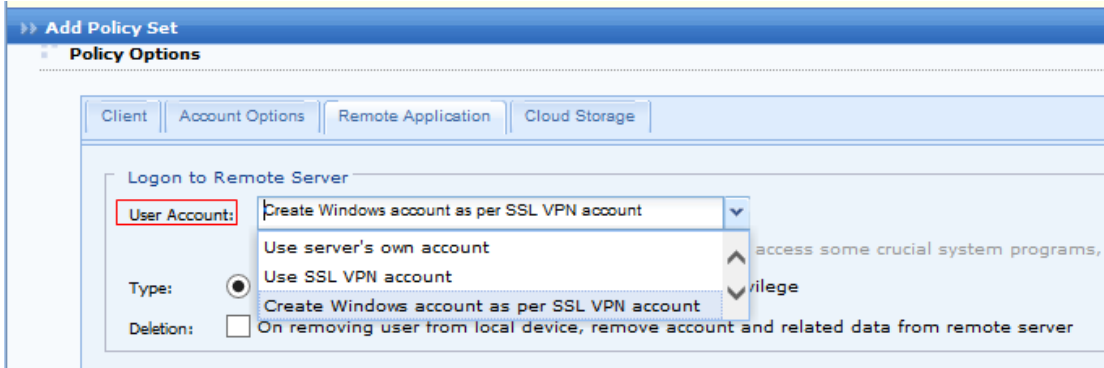 Add Policy Set
Policy Options
Client Account Options Remote Application Cloud Storage
Logon to Remote Server
User Account: Create Windows account as per SSL VPN account
Use server's own account
access some crucial system programs,
Use SSL VPN account
Type:
Create Windows account as per SSL VPN account
Deletion: On removing user from local device, remove account and related data from remote server